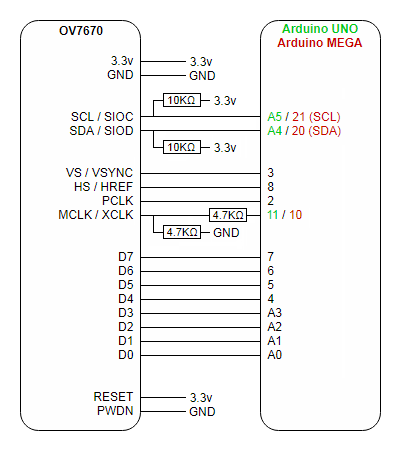 OV7670
Arduino UNO
Arduino MEGA
3.3v 3.3v
GND GND
10KΩ 3.3v
SCL / SIOC A5 / 21 (SCL)
SDA / SIOD A4 / 20 (SDA)
10KΩ 3.3v
VS / VSYNC 3
HS / HREF 8
PCLK 2
MCLK / XCLK 4.7KΩ 11 / 10
4.7KΩ GND
D7 7
D6 6
D5 5
D4 4
D3 A3
D2 A2
D1 A1
D0 A0
RESET 3.3v
PWDN GND